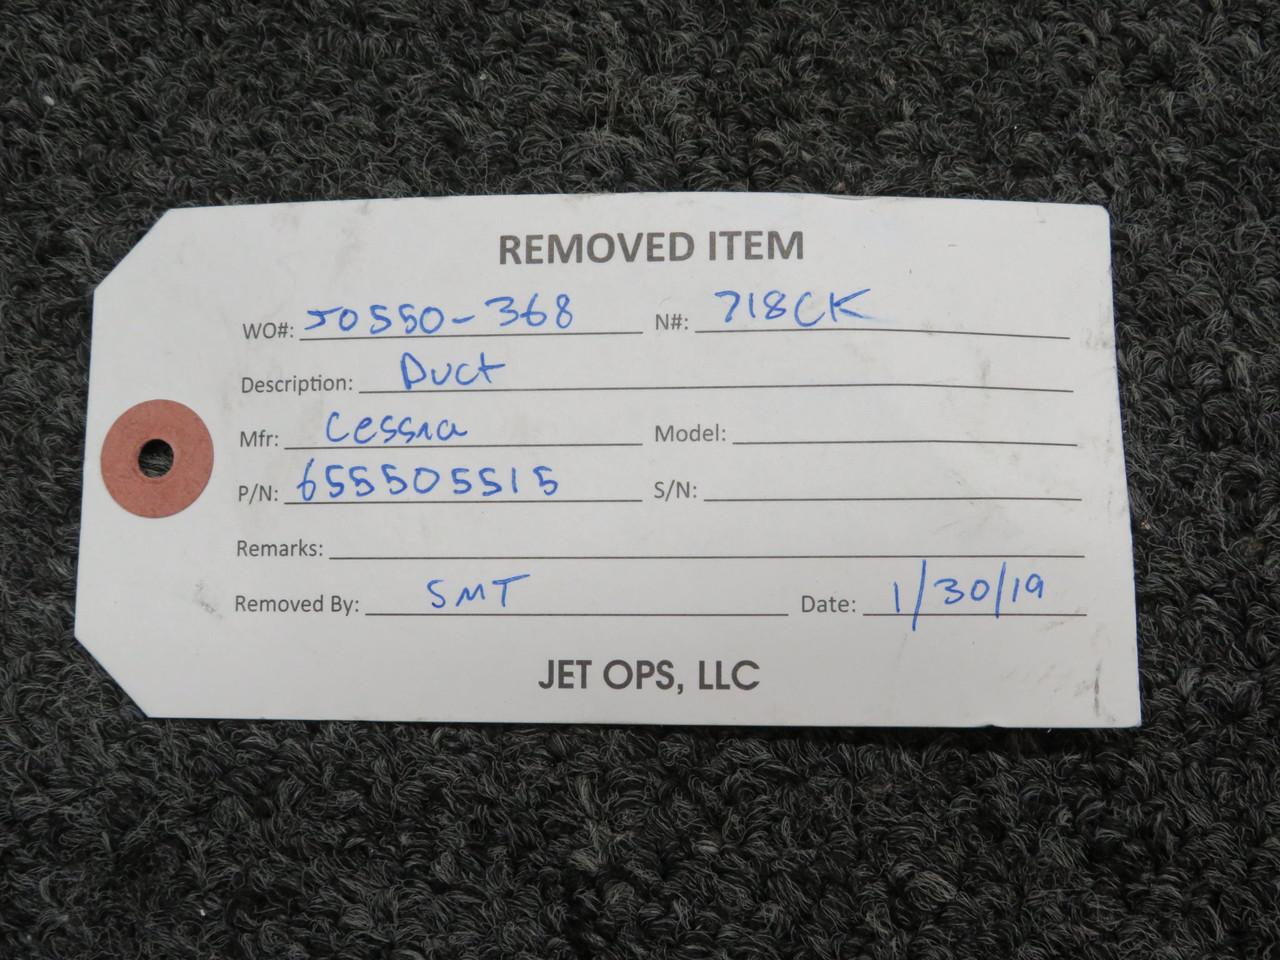 REMOVED ITEM
WO#: J0550-368 N#: 718CK
Description: Duct
Mfr: Cessna Model:
P/N: 655505515 S/N:
Remarks:
Removed By: SMT Date: 1/30/19
JET OPS, LLC